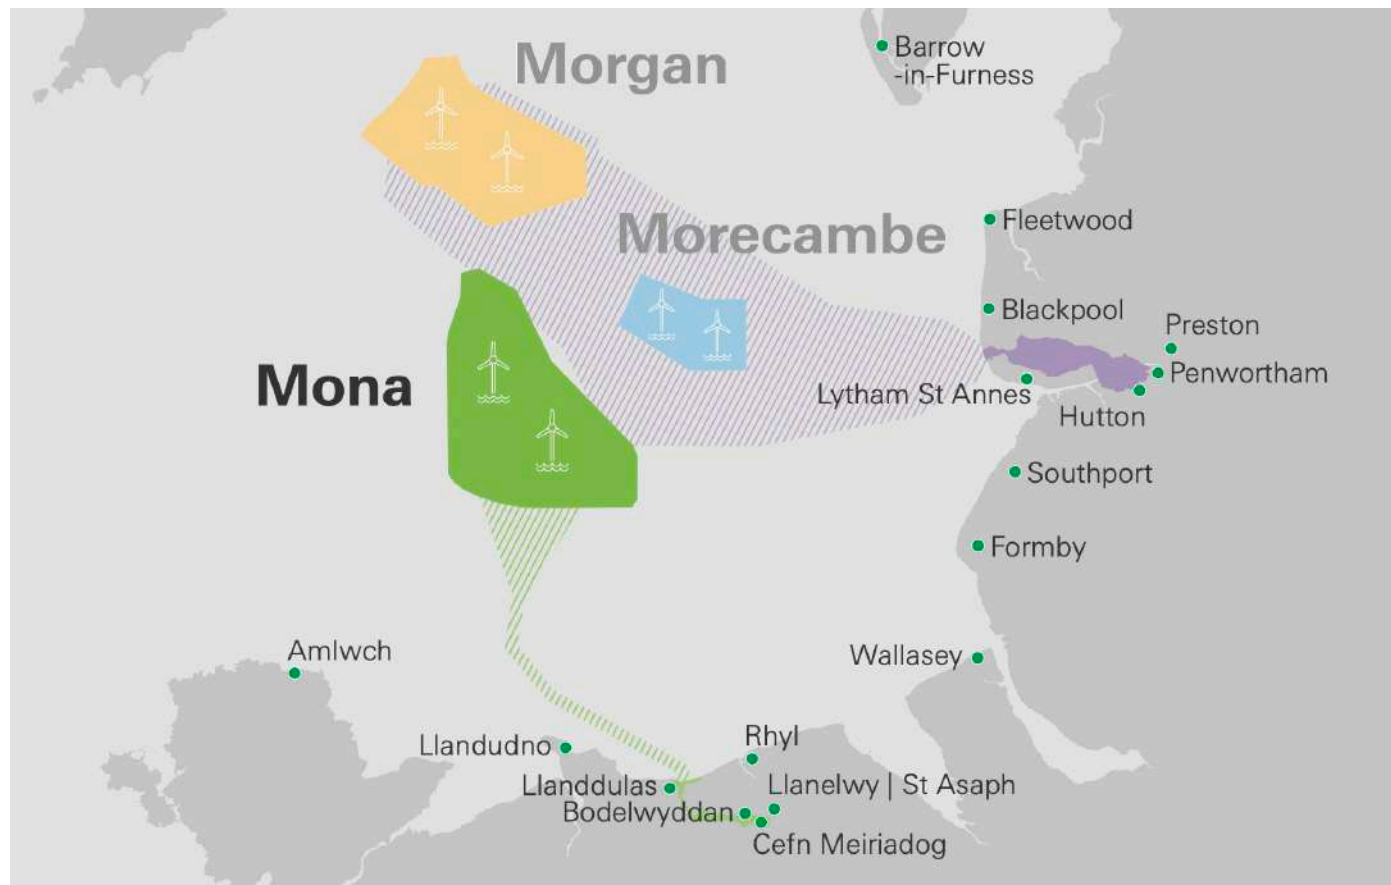 Morgan
Barrow
-in-Furness
Morecambe
Fleetwood
Blackpool
Preston
Mona
Penwortham
Lytham St Annes
Hutton
Southport
Formby
Amlwch
Wallasey
Llandudno
Rhyl
Llanddulas
Llanelwy | St Asaph
Bodelwyddan
Cefn Meiriadog